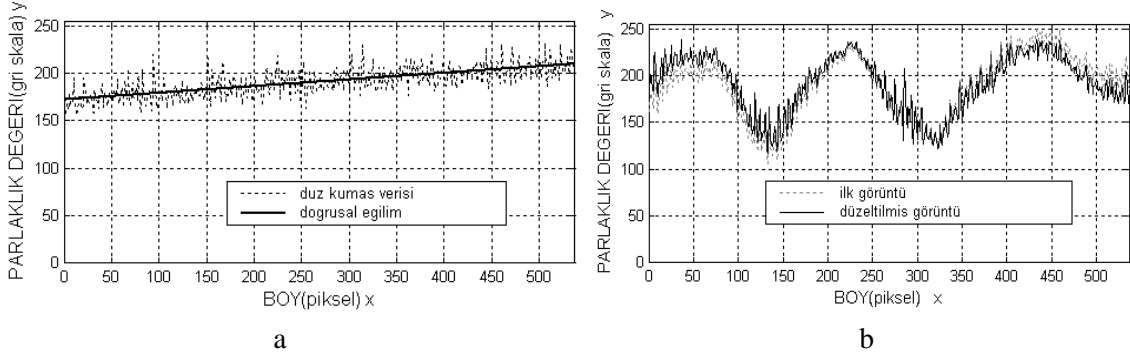 PARLAKLIK DEGERI(gri skala) y
250
200
150
100
50
0
duz kumas verisi
dogrusal egilim
0 50 100 150 200 250 300 350 400 450 500
BOY(piksel) x
a
PARLAKLIK DEGERI(gri skala) y
250
200
150
100
50
0
ilk görüntü
düzeltilmis görüntü
0 50 100 150 200 250 300 350 400 450 500
BOY(piksel) x
b